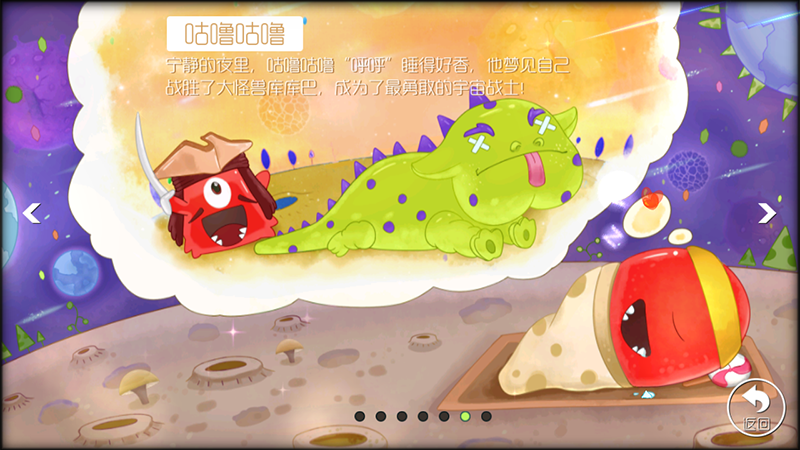 咕噜咕噜
宁静的夜里，咕噜咕噜“呼呼”睡得好香，他梦见自己
战胜了大怪兽库库巴，成为了最勇敢的宇宙战士!
Z
返回